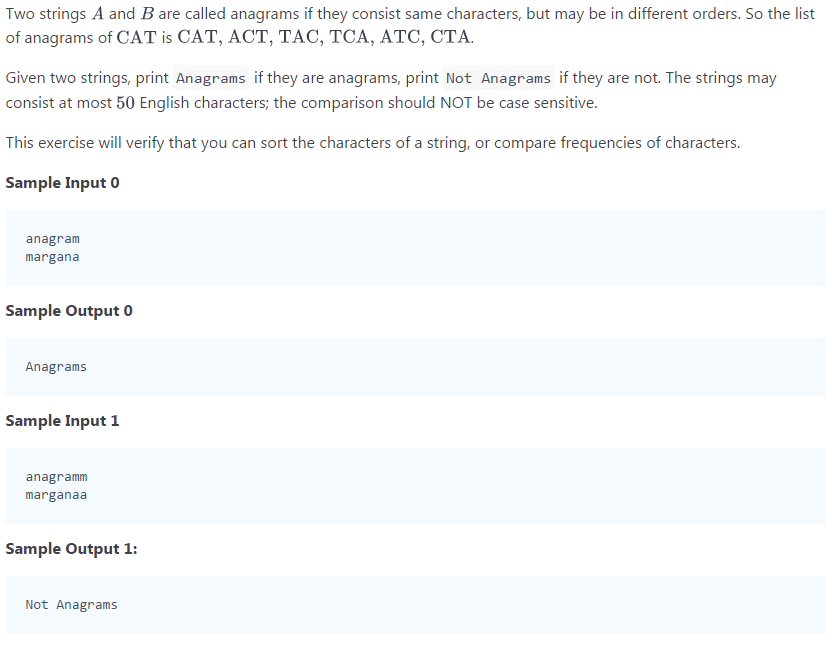 Two strings A and B are called anagrams if they consist same characters, but may be in different orders. So the list
of anagrams of CAT is CAT, ACT, TAC, TCA, ATC, CTA.
Given two strings, print Anagrams if they are anagrams, print Not Anagrams if they are not. The strings may
consist at most 50 English characters; the comparison should NOT be case sensitive.
This exercise will verify that you can sort the characters of a string, or compare frequencies of characters.
Sample Input 0
anagram
margana
Sample Output 0
Anagrams
Sample Input 1
anagramm
marganaa
Sample Output 1:
Not Anagrams